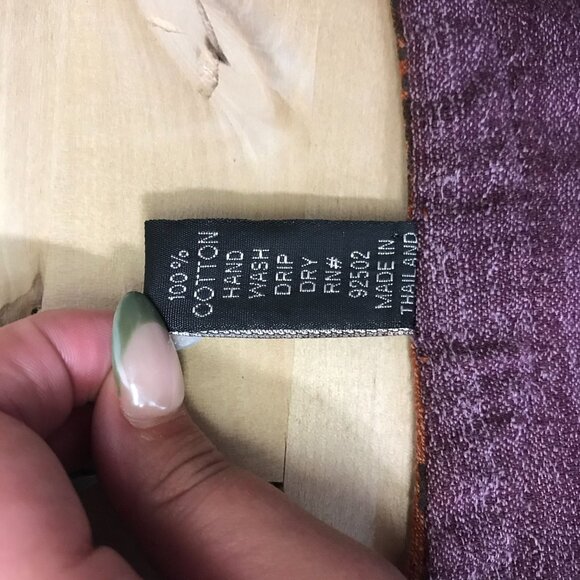 100%
COTTON
HAND
WASH
DRIP
DRY
RN#
92502
MADE IN
THAILAND